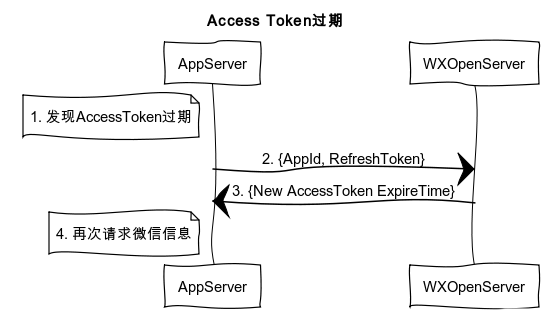 Access Token过期
AppServer
WXOpenServer
1. 发现AccessToken过期
2. {AppId, RefreshToken}
3. {New AccessToken ExpireTime}
4. 再次请求微信信息
AppServer
WXOpenServer